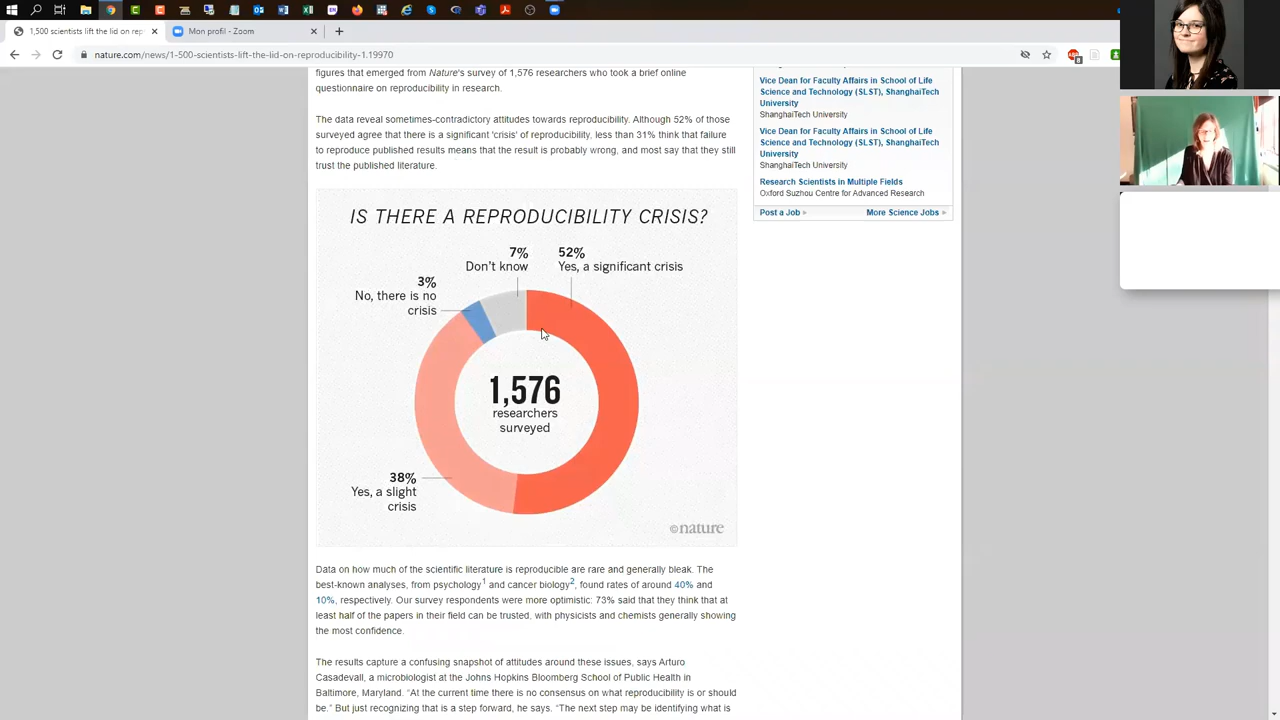 1,500 scientists lift the lid on rep
Mon profil - Zoom
nature.com/news/1-500-scientists-lift-the-lid-on-reproducibility-1.19970
figures that emerged from Nature's survey of 1,576 researchers who took a brief online
questionnaire on reproducibility in research.
The data reveal sometimes-contradictory attitudes towards reproducibility. Although 52% of those
surveyed agree that there is a significant 'crisis' of reproducibility, less than 31% think that failure
to reproduce published results means that the result is probably wrong, and most say that they still
trust the published literature.
IS THERE A REPRODUCIBILITY CRISIS?
7%
Don't know
52%
Yes, a significant crisis
3%
No, there is no
crisis
1,576
researchers
surveyed
38%
Yes, a slight
crisis
©nature
Data on how much of the scientific literature is reproducible are rare and generally bleak. The
best-known analyses, from psychology1 and cancer biology2, found rates of around 40% and
10%, respectively. Our survey respondents were more optimistic: 73% said that they think that at
least half of the papers in their field can be trusted, with physicists and chemists generally showing
the most confidence.
The results capture a confusing snapshot of attitudes around these issues, says Arturo
Casadevall, a microbiologist at the Johns Hopkins Bloomberg School of Public Health in
Baltimore, Maryland. “At the current time there is no consensus on what reproducibility is or should
be.” But just recognizing that is a step forward, he says. “The next step may be identifying what is
Vice Dean for Faculty Affairs in School of Life
Science and Technology (SLST), ShanghaiTech
University
ShanghaiTech University
Vice Dean for Faculty Affairs in School of Life
Science and Technology (SLST), ShanghaiTech
University
ShanghaiTech University
Research Scientists in Multiple Fields
Oxford Suzhou Centre for Advanced Research
Post a Job
More Science Jobs